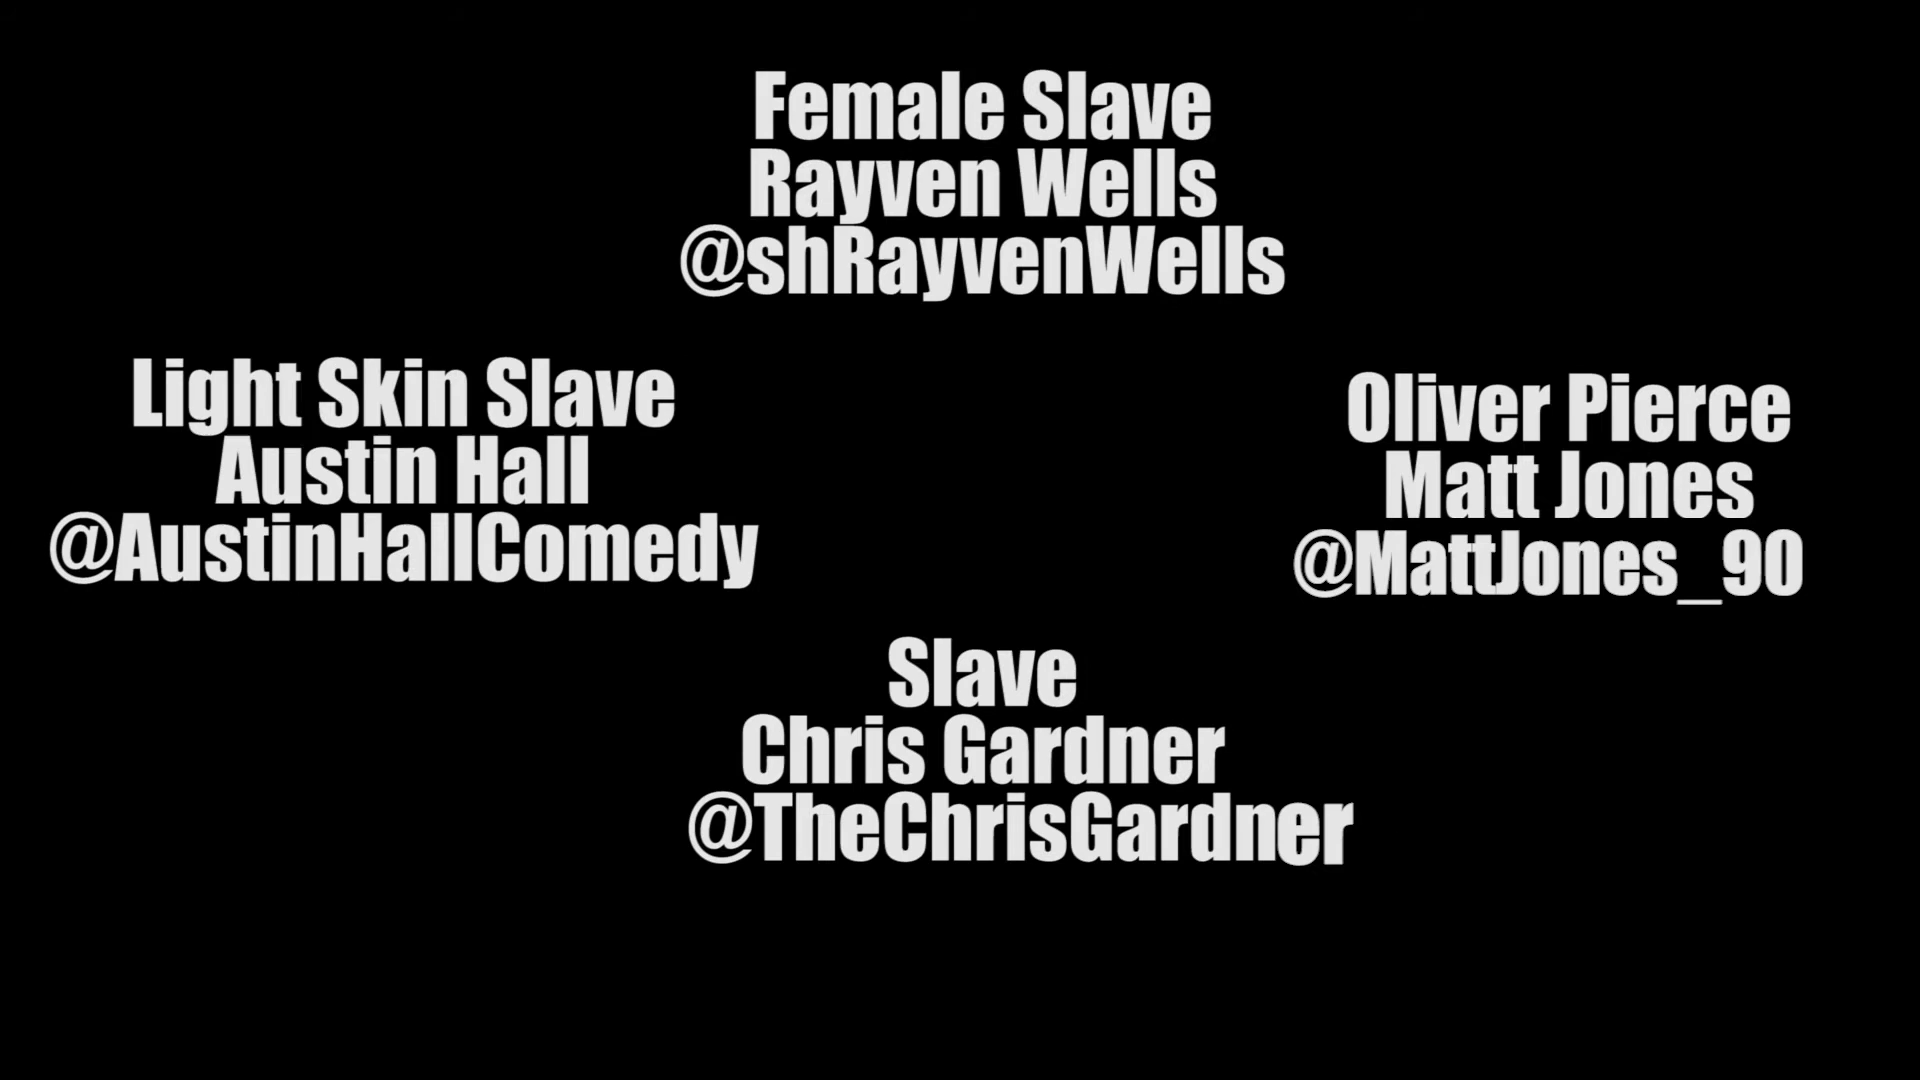 Female Slave
Rayven Wells
@shRayvenWells
Light Skin Slave
Austin Hall
@AustinHallComedy
Oliver Pierce
Matt Jones
@MattJones_90
Slave
Chris Gardner
@TheChrisGardner